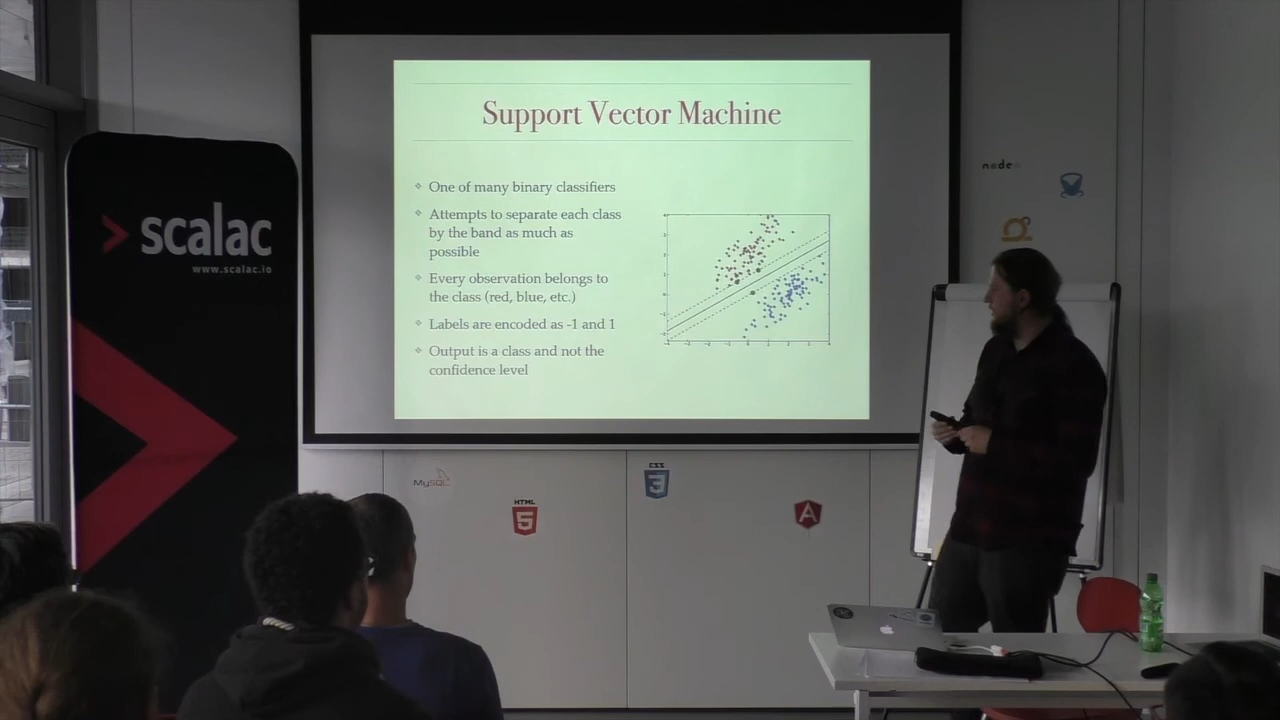 Support Vector Machine
One of many binary classifiers
Attempts to separate each class
by the band as much as
possible
Every observation belongs to
the class (red, blue, etc.)
Labels are encoded as -1 and 1
Output is a class and not the
confidence level
scalac
www.scalac.io
node
MySQL
HTML
5
CSS
3
A